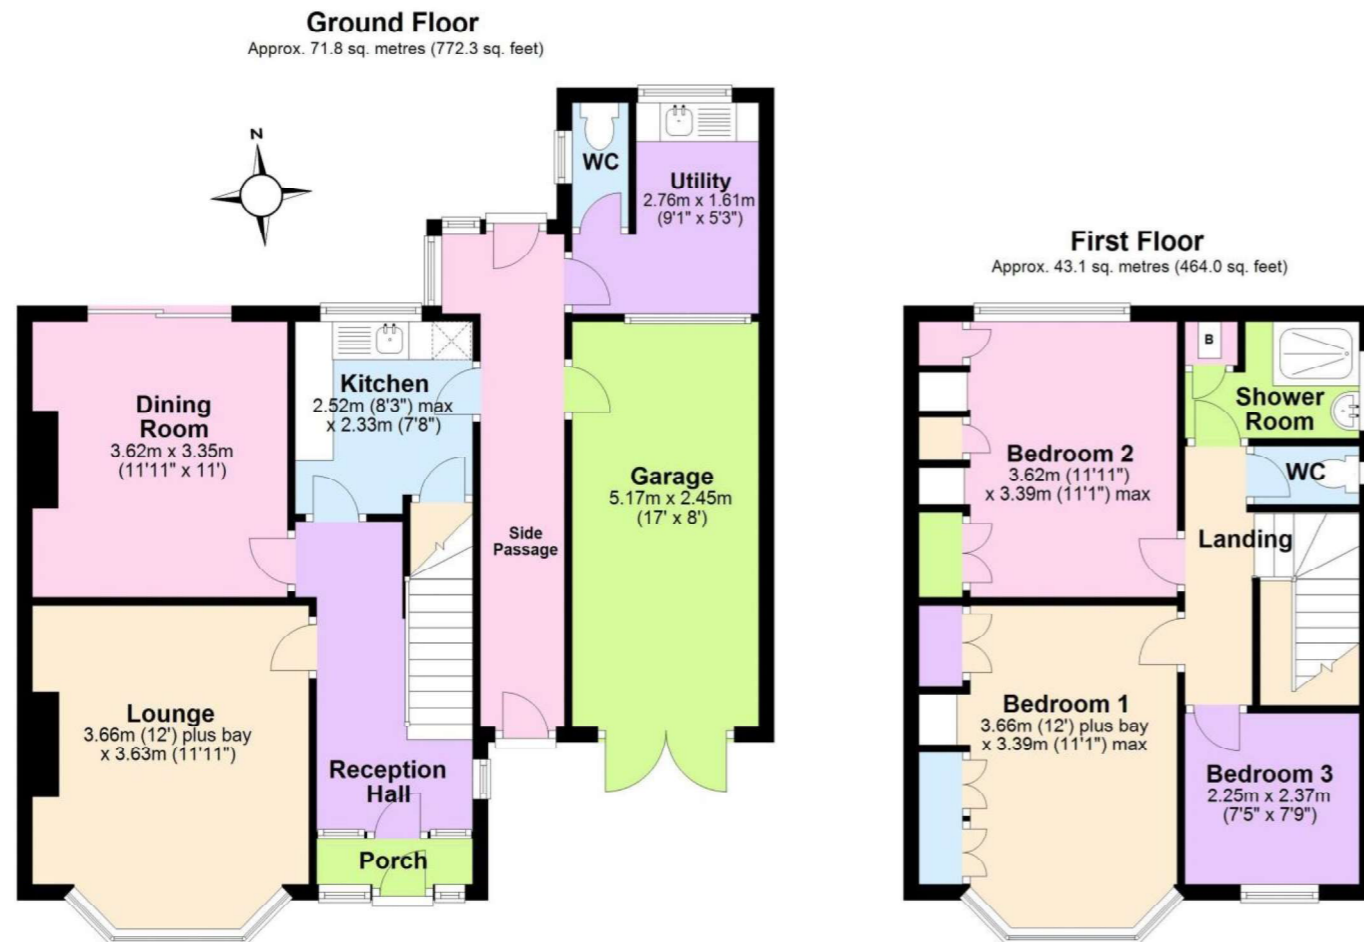 Ground Floor
Approx. 71.8 sq. metres (772.3 sq. feet)
N
WC
Utility
2.76m x 1.61m
(9'1" x 5'3")
Dining
Room
3.62m x 3.35m
(11'11" x 11')
Kitchen
2.52m (8'3") max
x 2.33m (7'8")
Garage
5.17m x 2.45m
(17' x 8')
Side
Passage
Lounge
3.66m (12') plus bay
x 3.63m (11'11")
Reception
Hall
Porch
First Floor
Approx. 43.1 sq. metres (464.0 sq. feet)
B
Shower
Room
Bedroom 2
3.62m (11'11")
x 3.39m (11'1") max
WC
Landing
Bedroom 1
3.66m (12') plus bay
x 3.39m (11'1") max
Bedroom 3
2.25m x 2.37m
(7'5" x 7'9")